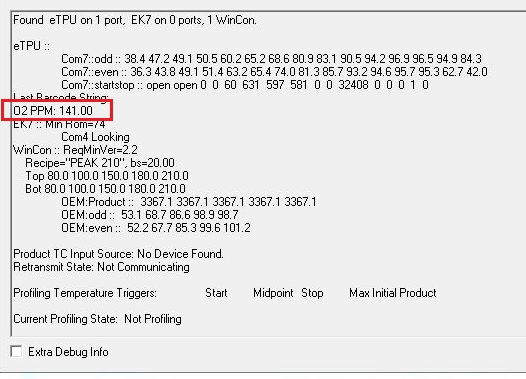 Found eTPU on 1 port, EK7 on 0 ports, 1 WinCon.
eTPU ::
Com7::odd :: 38.4 47.2 49.1 50.5 60.2 65.2 68.6 80.9 83.1 90.5 94.2 96.9 96.5 94.9 84.3
Com7::even :: 36.3 43.8 49.1 51.4 63.2 65.4 74.0 81.3 85.7 93.2 94.6 95.7 95.3 62.7 42.0
Com7::startstop :: open open 0 0 60 631 597 581 0 0 32408 0 0 0 1 0
Last Barcode String:
O2 PPM: 141.00
EK7 :: Min Rom=74
Com4 Looking
WinCon :: ReqMinVer=2.2
Recipe="PEAK 210", bs=20.00
Top 80.0 100.0 150.0 180.0 210.0
Bot 80.0 100.0 150.0 180.0 210.0
OEM:Product :: 3367.1 3367.1 3367.1 3367.1 3367.1
OEM:odd :: 53.1 68.7 86.6 98.9 98.7
OEM:even :: 52.2 67.7 85.3 99.6 101.2
Product TC Input Source: No Device Found.
Retransmit State: Not Communicating
Profiling Temperature Triggers: Start Midpoint Stop Max Initial Product
Current Profiling State: Not Profiling
Extra Debug Info